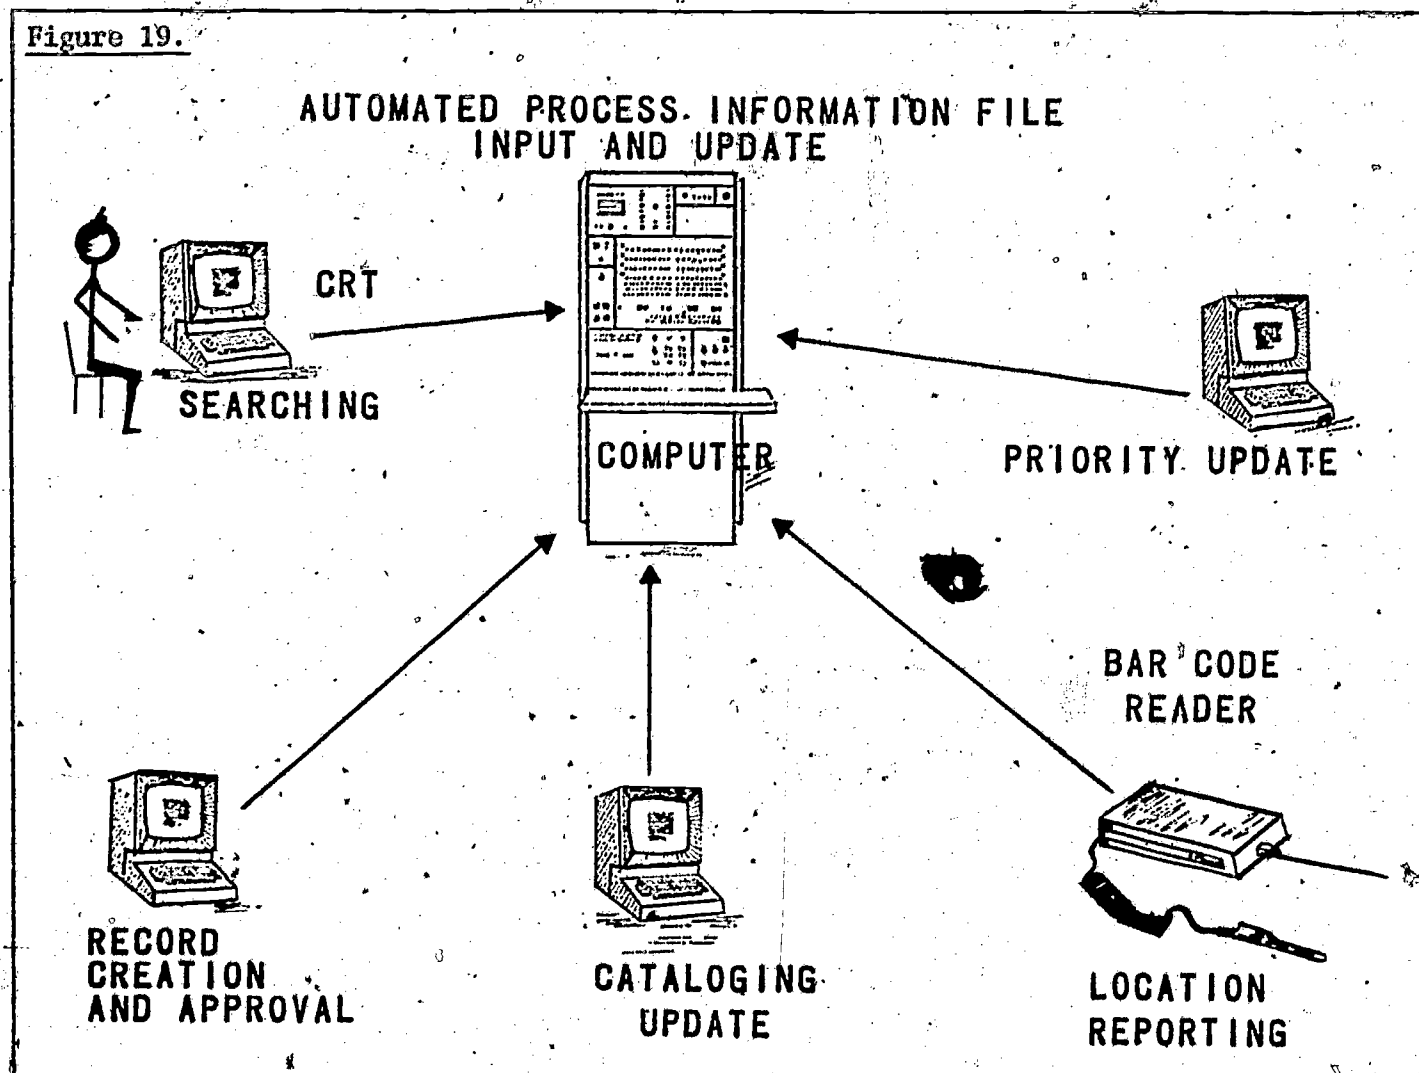 Figure 19.
AUTOMATED PROCESS INFORMATION FILE
INPUT AND UPDATE
CRT
SEARCHING
COMPUTER
PRIORITY UPDATE
BAR CODE
READER
RECORD
CREATION
AND APPROVAL
CATALOGING
UPDATE
LOCATION
REPORTING